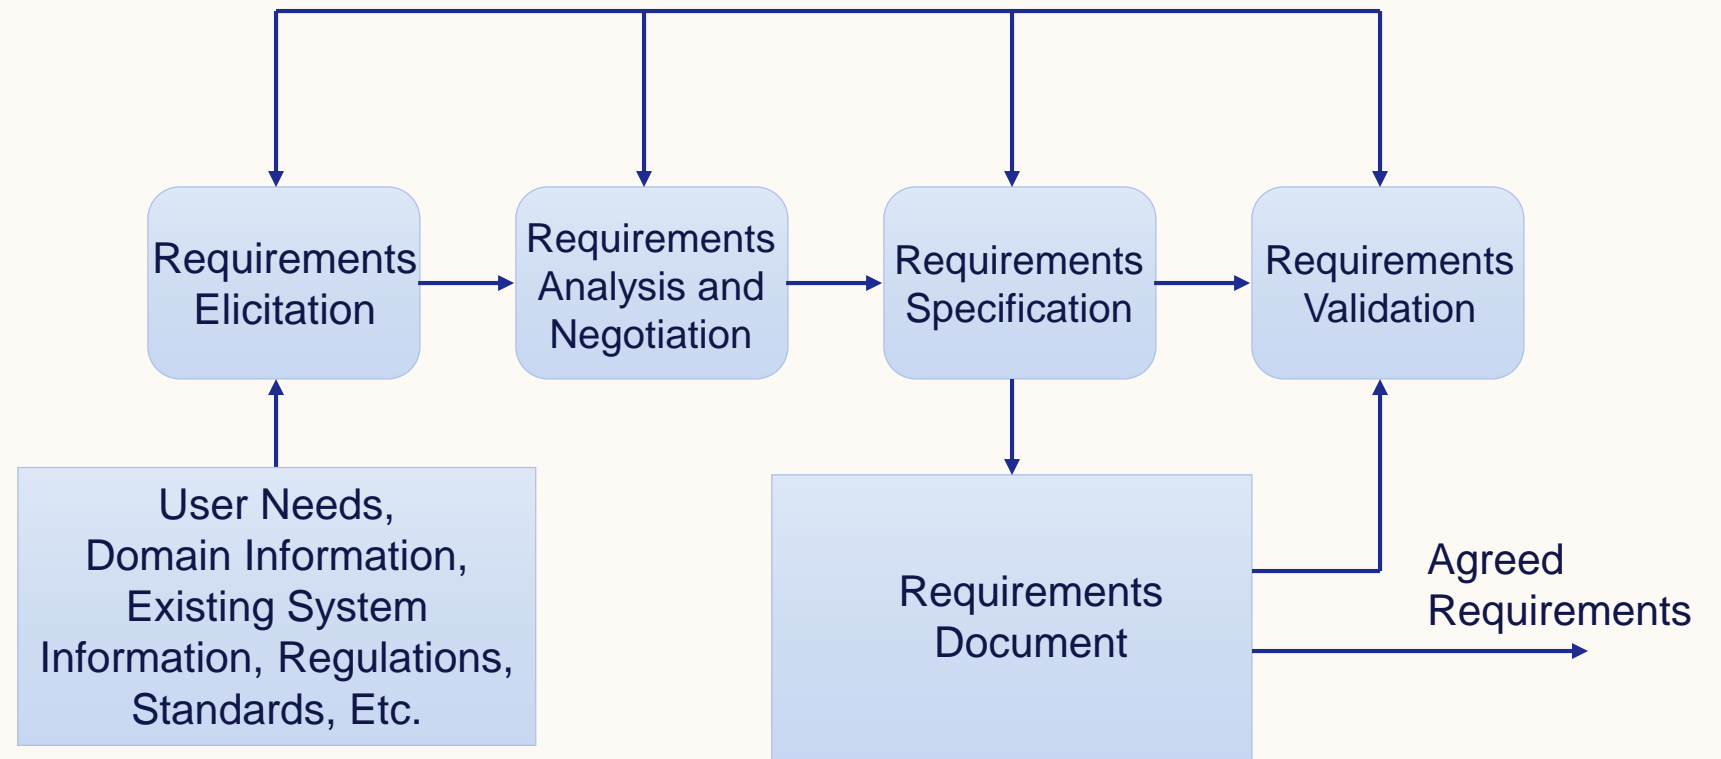 Requirements
Elicitation
Requirements
Analysis and
Negotiation
Requirements
Specification
Requirements
Validation
User Needs,
Domain Information,
Existing System
Information, Regulations,
Standards, Etc.
Requirements
Document
Agreed
Requirements